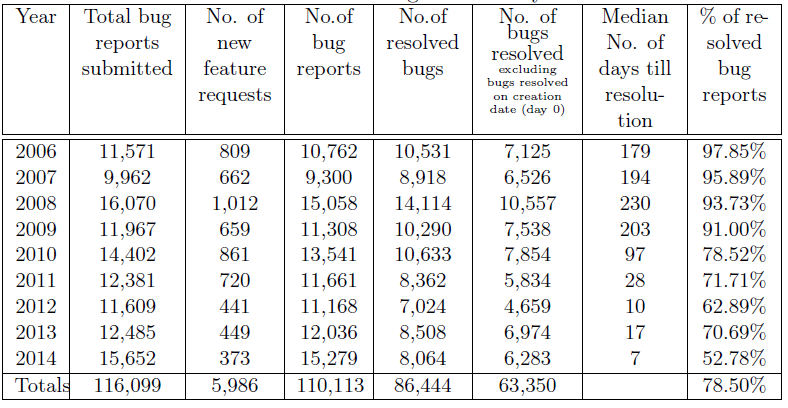 Year Total bug reports submitted No. of new feature requests No.of bug reports No.of resolved bugs No. of bugs resolved excluding bugs resolved on creation date (day 0) Median No. of days till resolu-tion % of re-solved bug reports
2006 11,571 809 10,762 10,531 7,125 179 97.85%
2007 9,962 662 9,300 8,918 6,526 194 95.89%
2008 16,070 1,012 15,058 14,114 10,557 230 93.73%
2009 11,967 659 11,308 10,290 7,538 203 91.00%
2010 14,402 861 13,541 10,633 7,854 97 78.52%
2011 12,381 720 11,661 8,362 5,834 28 71.71%
2012 11,609 441 11,168 7,024 4,659 10 62.89%
2013 12,485 449 12,036 8,508 6,974 17 70.69%
2014 15,652 373 15,279 8,064 6,283 7 52.78%
Totals 116,099 5,986 110,113 86,444 63,350 78.50%